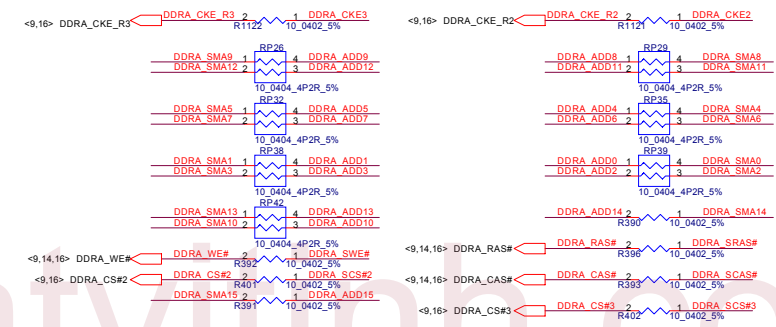 <9,16> DDRA_CKE_R3 DDRA_CKE_R3 2 1 DDRA_CKE3
R1122 10_0402_5%
RP26
DDRA_SMA9 1 4 DDRA_ADD9
DDRA_SMA12 2 3 DDRA_ADD12
10_0404_4P2R_5%
RP32
DDRA_SMA5 1 4 DDRA_ADD5
DDRA_SMA7 2 3 DDRA_ADD7
10_0404_4P2R_5%
RP38
DDRA_SMA1 1 4 DDRA_ADD1
DDRA_SMA3 2 3 DDRA_ADD3
10_0404_4P2R_5%
RP42
DDRA_SMA13 1 4 DDRA_ADD13
DDRA_SMA10 2 3 DDRA_ADD10
10_0404_4P2R_5%
<9,14,16> DDRA_WE# DDRA_WE# 2 1 DDRA_SWE#
R392 10_0402_5%
<9,16> DDRA_CS#2 DDRA_CS#2 2 1 DDRA_SCS#2
R401 10_0402_5%
DDRA_SMA15 2 1 DDRA_ADD15
R391 10_0402_5%
<9,16> DDRA_CKE_R2 DDRA_CKE_R2 2 1 DDRA_CKE2
R1121 10_0402_5%
RP29
DDRA_ADD8 1 4 DDRA_SMA8
DDRA_ADD11 2 3 DDRA_SMA11
10_0404_4P2R_5%
RP35
DDRA_ADD4 1 4 DDRA_SMA4
DDRA_ADD6 2 3 DDRA_SMA6
10_0404_4P2R_5%
RP39
DDRA_ADD0 1 4 DDRA_SMA0
DDRA_ADD2 2 3 DDRA_SMA2
10_0404_4P2R_5%
DDRA_ADD14 2 1 DDRA_SMA14
R390 10_0402_5%
<9,14,16> DDRA_RAS# DDRA_RAS# 2 1 DDRA_SRAS#
R396 10_0402_5%
<9,14,16> DDRA_CAS# DDRA_CAS# 2 1 DDRA_SCAS#
R393 10_0402_5%
<9,16> DDRA_CS#3 DDRA_CS#3 2 1 DDRA_SCS#3
R402 10_0402_5%